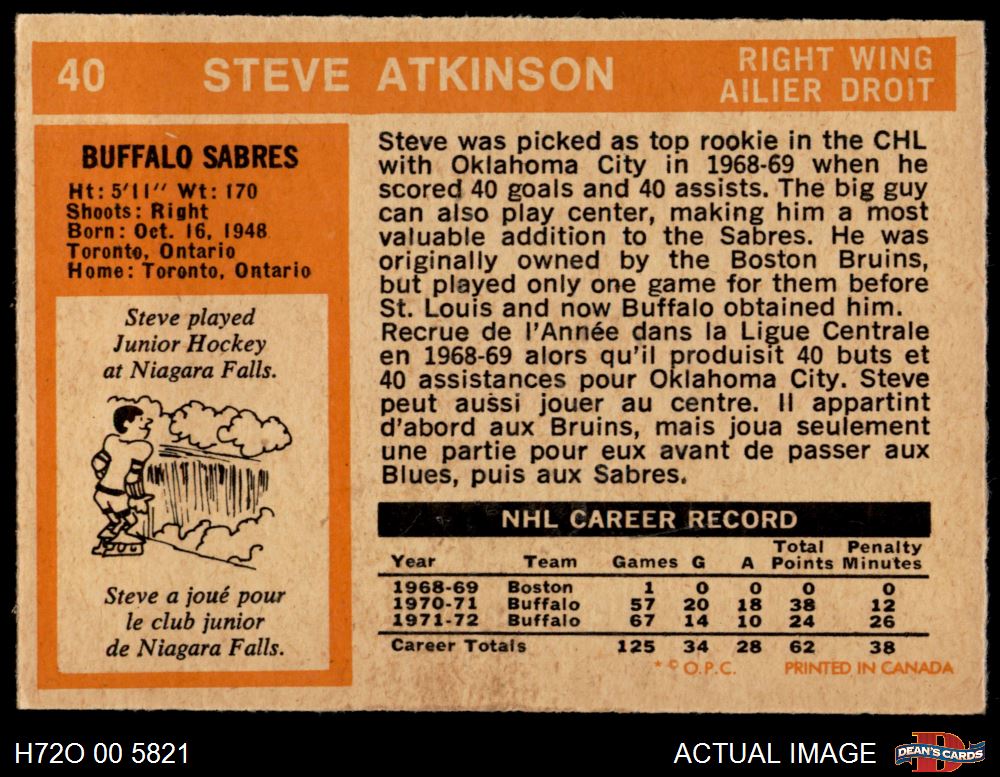 40 STEVE ATKINSON RIGHT WING
AILIER DROIT
BUFFALO SABRES
Ht: 5'11" Wt: 170
Shoots: Right
Born: Oct. 16, 1948
Toronto, Ontario
Home: Toronto, Ontario
Steve played
Junior Hockey
at Niagara Falls.
Steve a joué pour
le club junior
de Niagara Falls.
Steve was picked as top rookie in the CHL
with Oklahoma City in 1968-69 when he
scored 40 goals and 40 assists. The big guy
can also play center, making him a most
valuable addition to the Sabres. He was
originally owned by the Boston Bruins,
but played only one game for them before
St. Louis and now Buffalo obtained him.
Recrue de l'Année dans la Ligue Centrale
en 1968-69 alors qu'il produisit 40 buts et
40 assistances pour Oklahoma City. Steve
peut aussi jouer au centre. Il appartint
d'abord aux Bruins, mais joua seulement
une partie pour eux avant de passer aux
Blues, puis aux Sabres.
NHL CAREER RECORD
Year Team Games G A Total Points Penalty Minutes
1968-69 Boston 1 0 0 0 0
1970-71 Buffalo 57 20 18 38 12
1971-72 Buffalo 67 14 10 24 26
Career Totals 125 34 28 62 38
* © O.P.C. PRINTED IN CANADA
H72O 00 5821 ACTUAL IMAGE DEAN'S CARDS